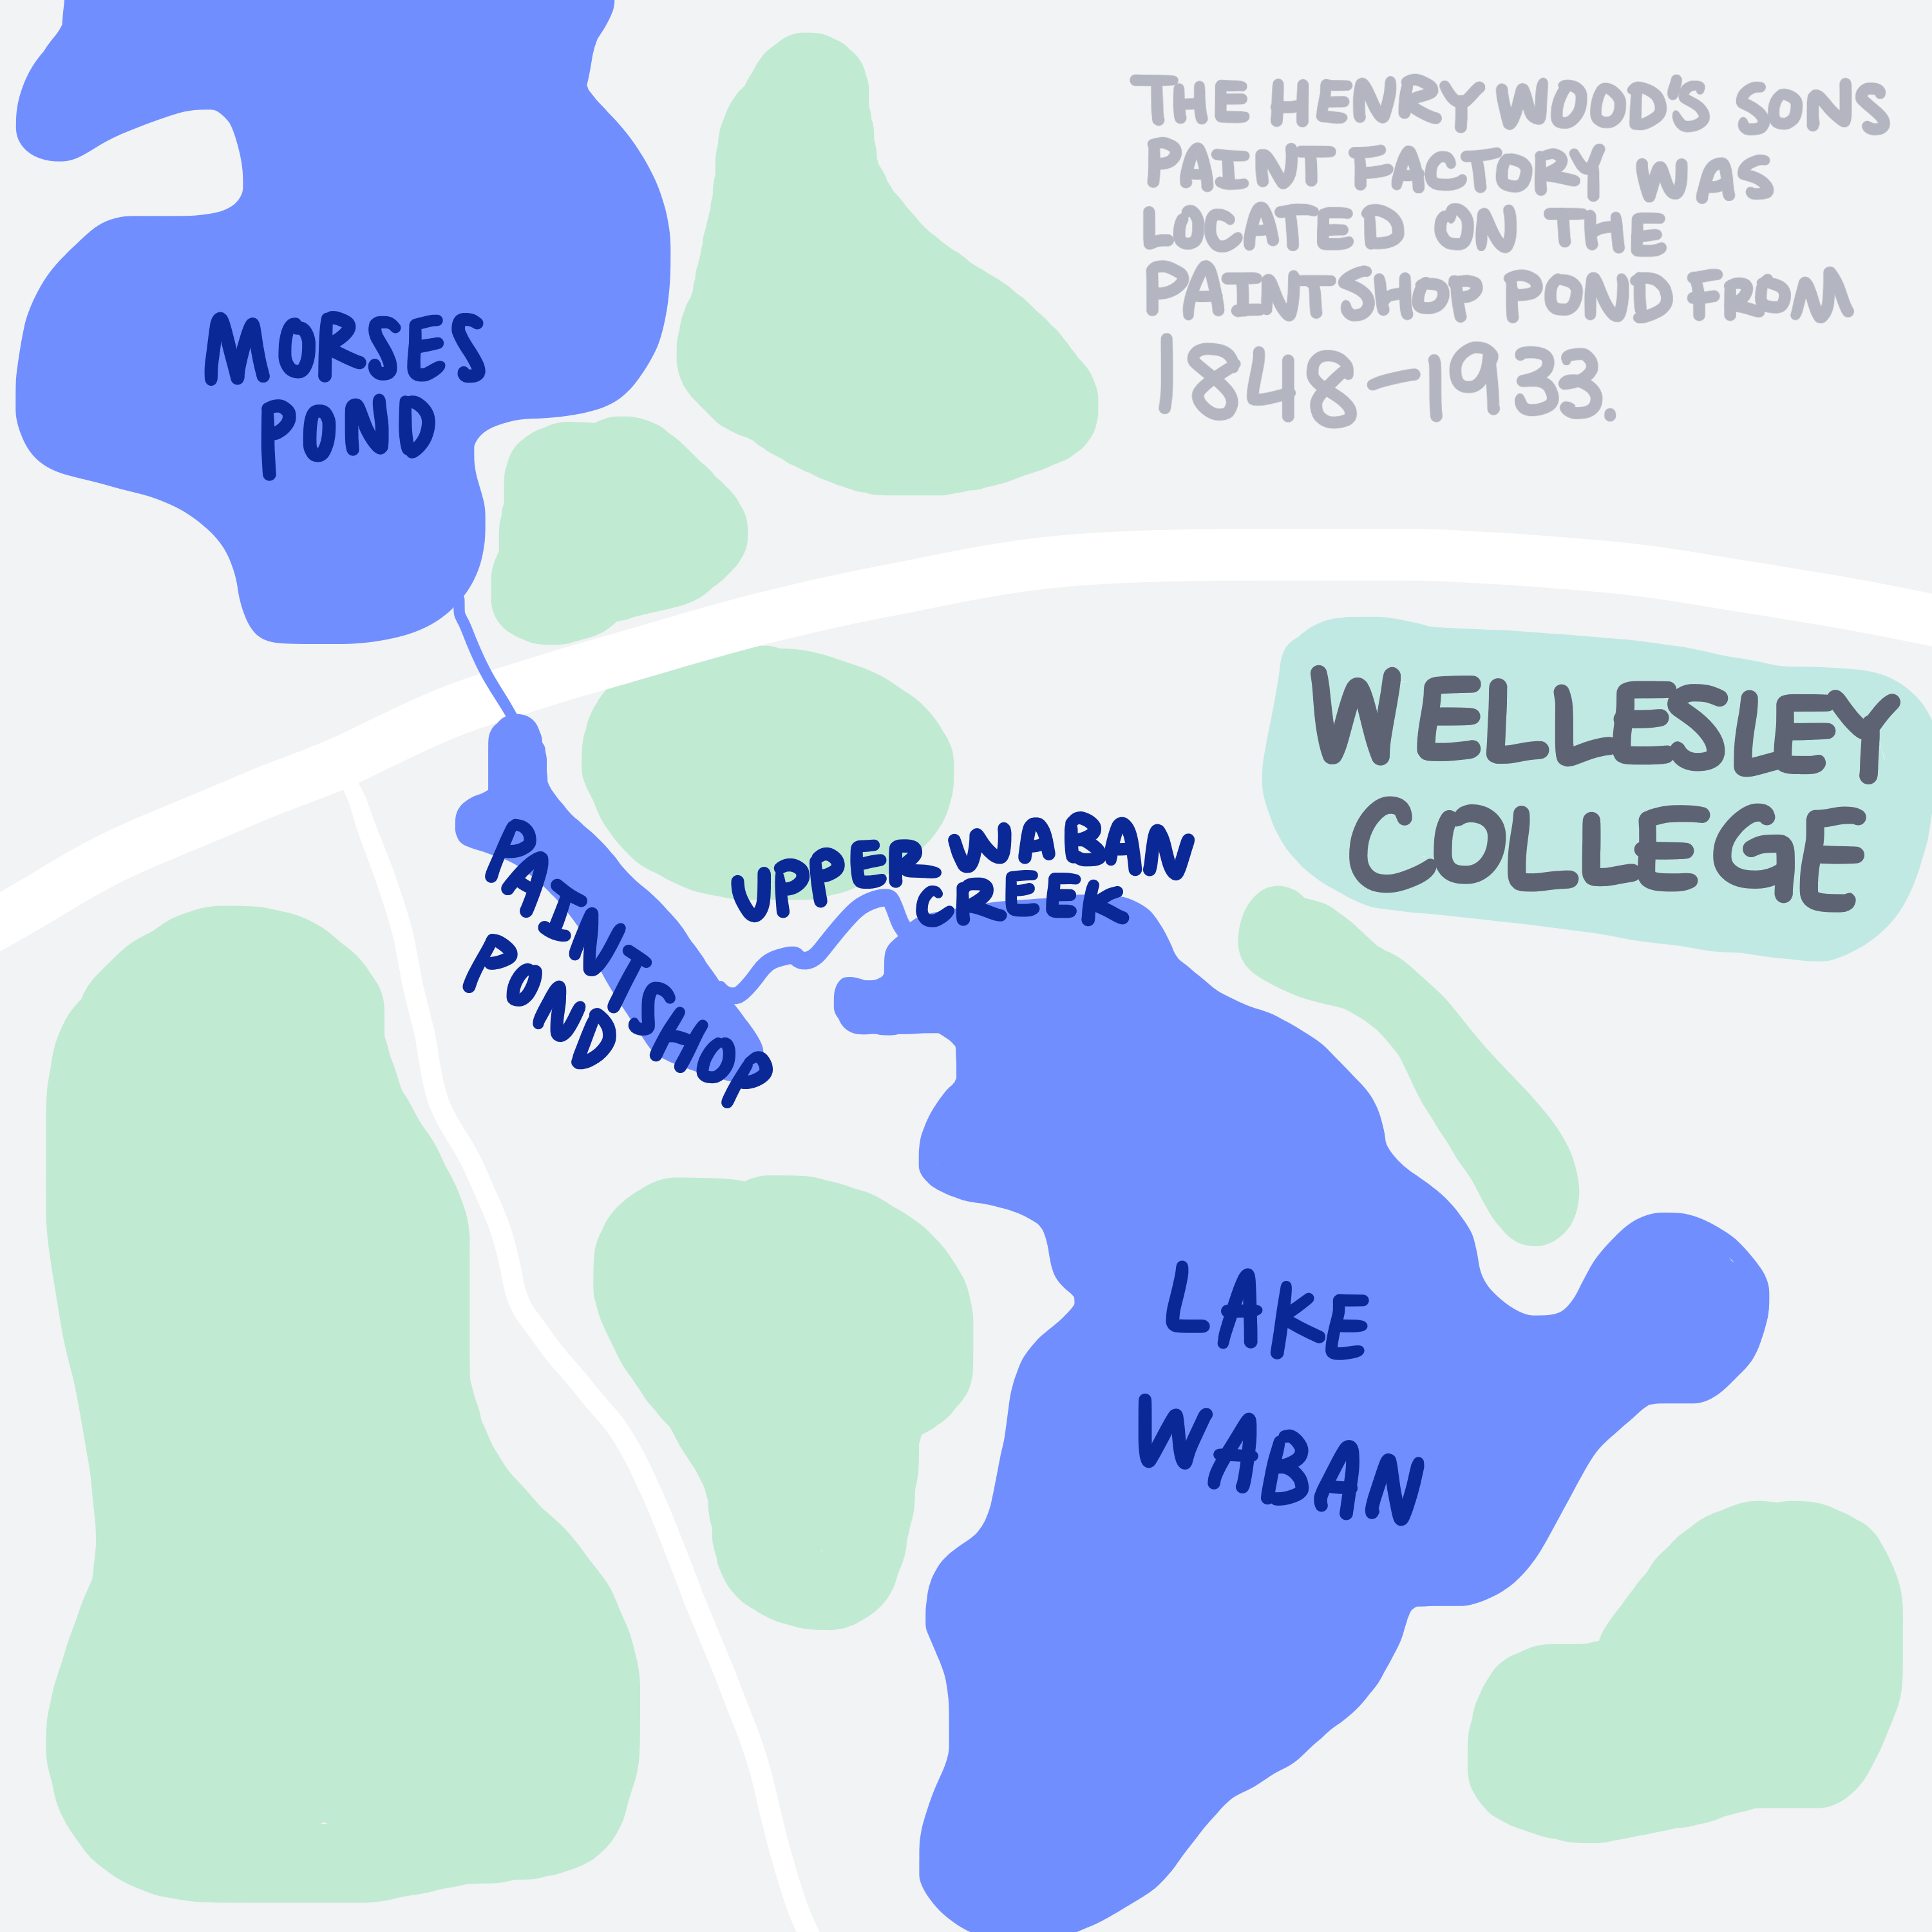 THE HENRY WOOD'S SONS
PAINT FACTORY WAS
LOCATED ON THE
PAINTSHOP POND FROM
1848-1933.
MORSES
POND
WELLESLEY
COLLEGE
UPPER WABAN
CREEK
PAINTSHOP
POND
LAKE
WABAN